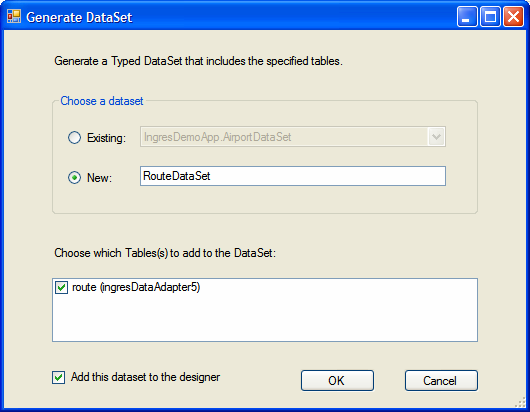 Generate DataSet
Generate a Typed DataSet that includes the specified tables.
Choose a dataset
Existing: IngresDemoApp.AirportDataSet
New: RouteDataSet
Choose which Tables(s) to add to the DataSet:
route (ingresDataAdapter5)
Add this dataset to the designer OK Cancel